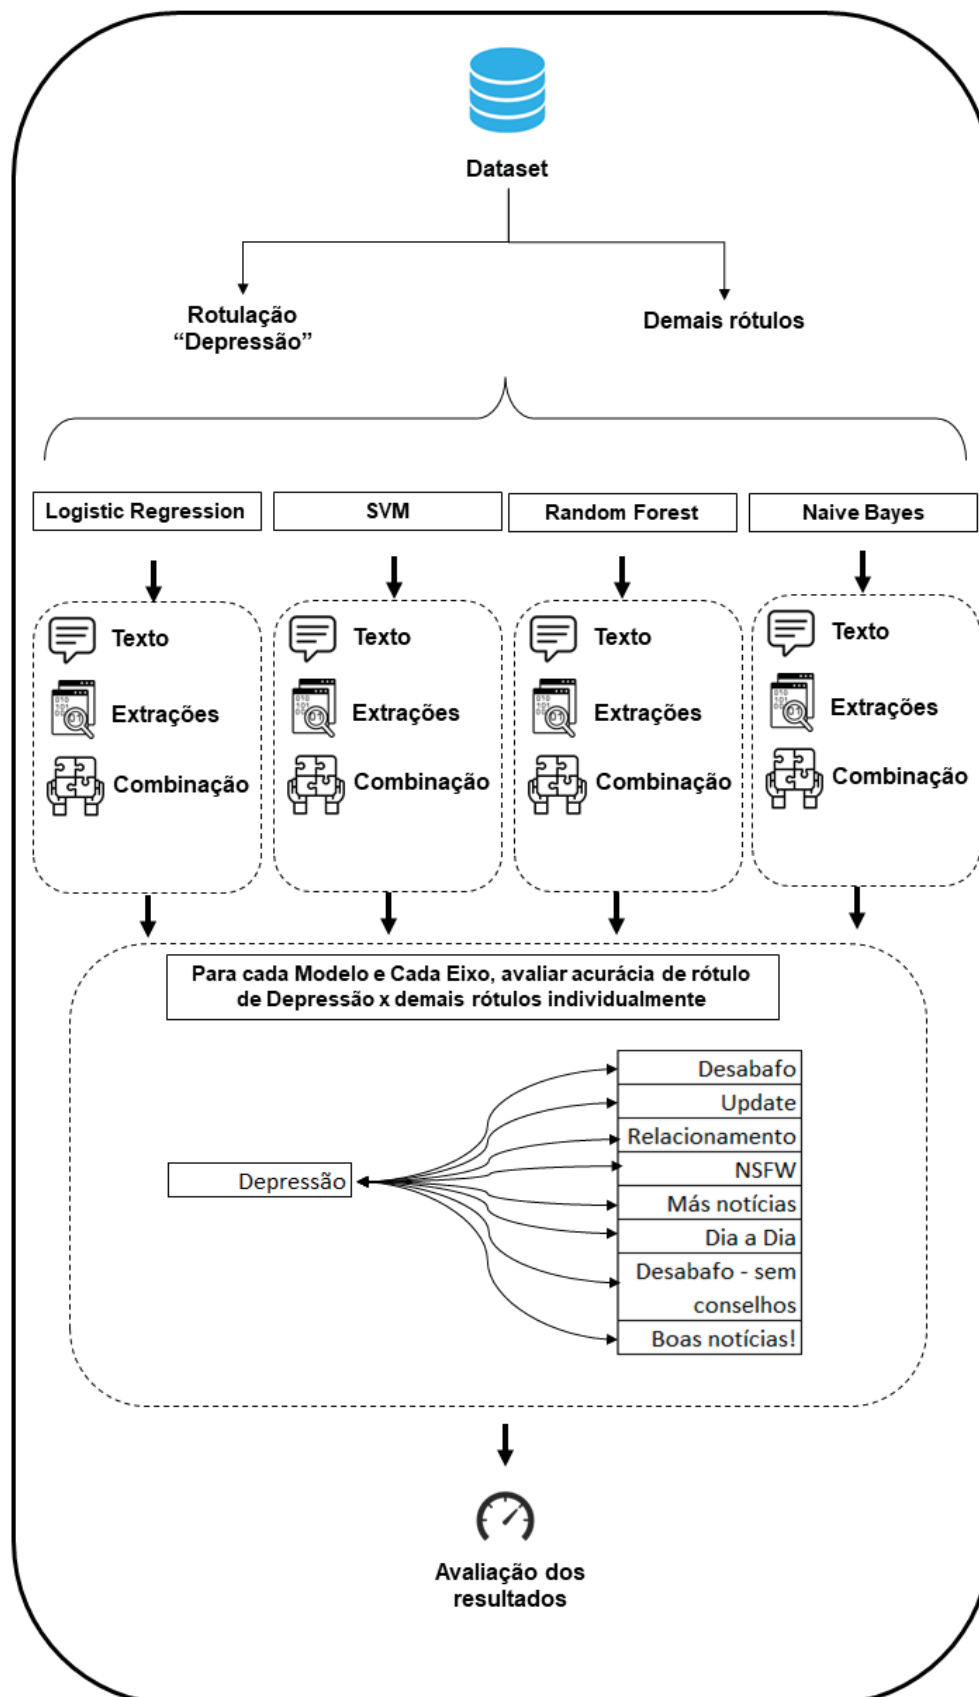 Dataset
Rotulação
“Depressão”
Demais rótulos
Logistic Regression
SVM
Random Forest
Naive Bayes
Texto
Extrações
Combinação
Texto
Extrações
Combinação
Texto
Extrações
Combinação
Texto
Extrações
Combinação
Para cada Modelo e Cada Eixo, avaliar acurácia de rótulo
de Depressão x demais rótulos individualmente
Depressão
Desabafo
Update
Relacionamento
NSFW
Más notícias
Dia a Dia
Desabafo - sem
conselhos
Boas notícias!
Avaliação dos
resultados